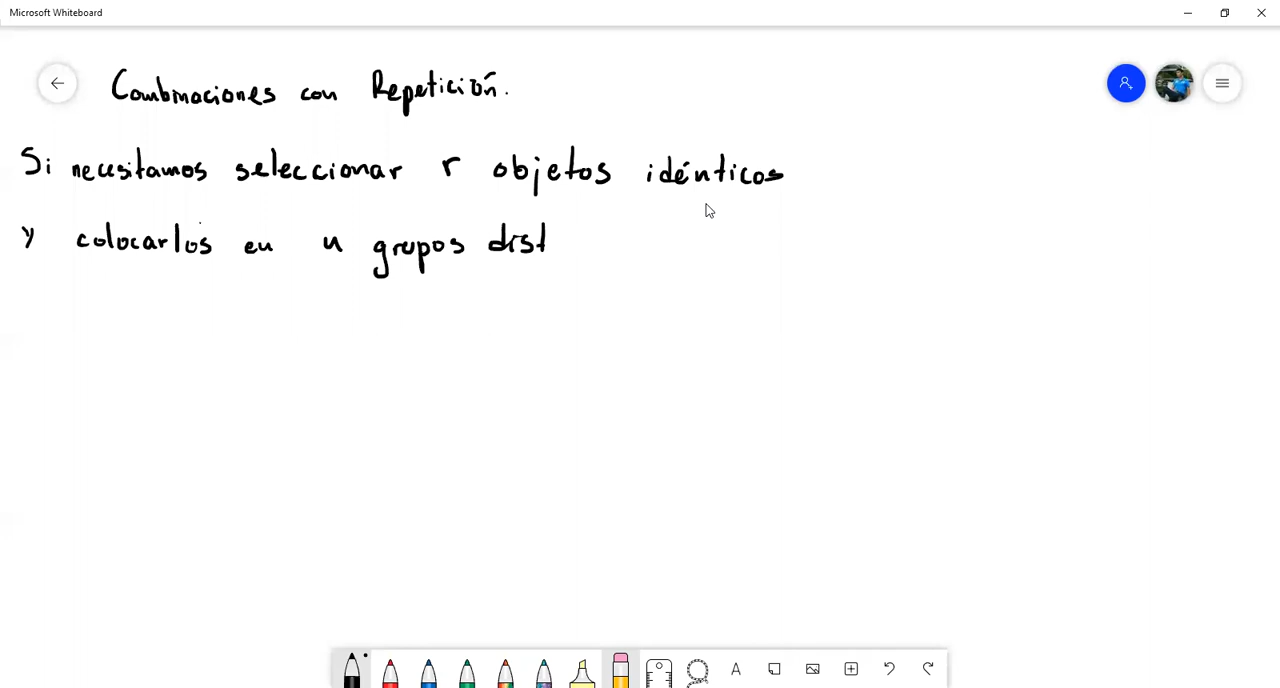 Microsoft Whiteboard
Combinaciones con Repetición.
Si necesitamos seleccionar r objetos idénticos
y colocarlos en n grupos dist
A